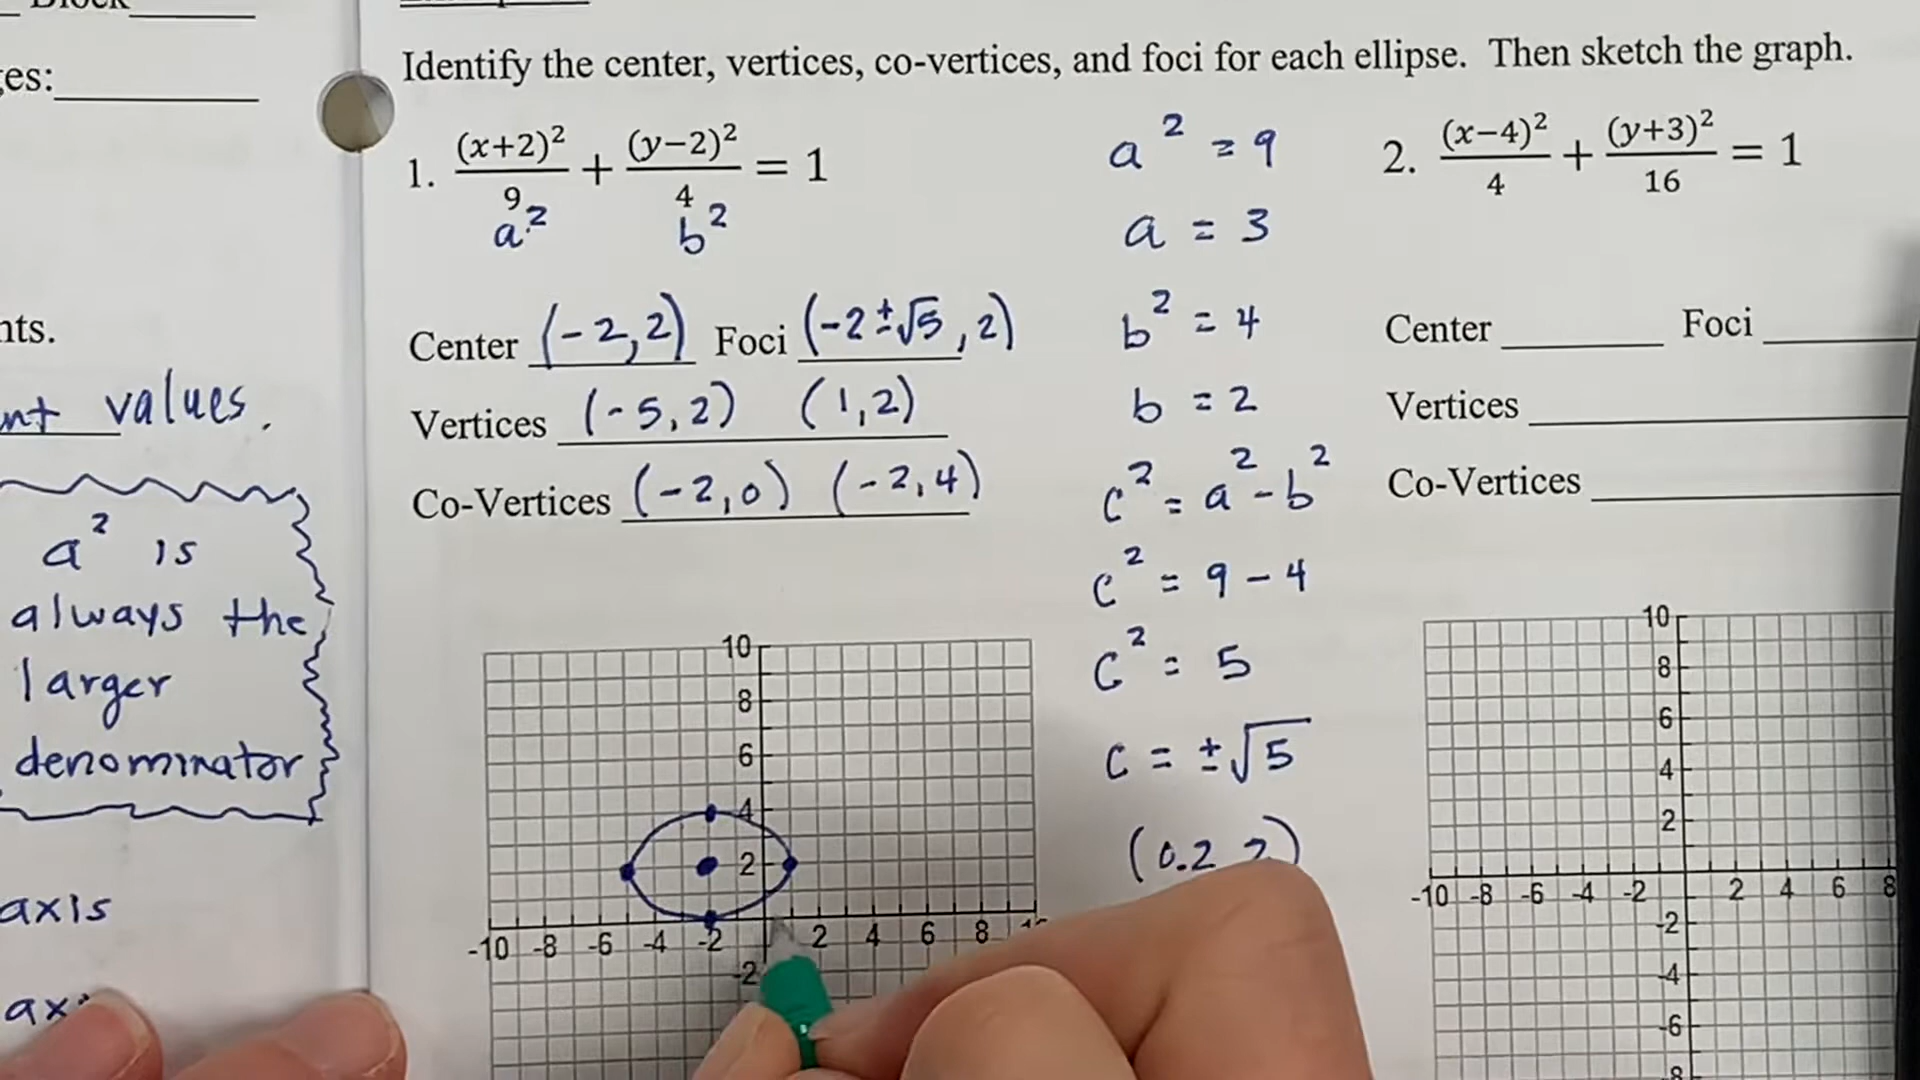 Block
es:
nts.
nt values.
a² is
always the
larger
denominator
axis
Identify the center, vertices, co-vertices, and foci for each ellipse. Then sketch the graph.
1. (x+2)²/9 + (y−2)²/4 = 1
a² b²
Center (-2,2) Foci (-2±√5,2)
Vertices (-5,2) (1,2)
Co-Vertices (-2,0) (-2,4)
10
8
6
4
2
-10 -8 -6 -4 -2 2 4 6 8
-2
a² = 9
a = 3
b² = 4
b = 2
c² = a² - b²
c² = 9 - 4
c² = 5
c = ±√5
(0.2
2. (x−4)²/4 + (y+3)²/16 = 1
Center Foci
Vertices
Co-Vertices
10
8
6
4
2
-10 -8 -6 -4 -2 2 4 6 8
-2
-4
-6
-8